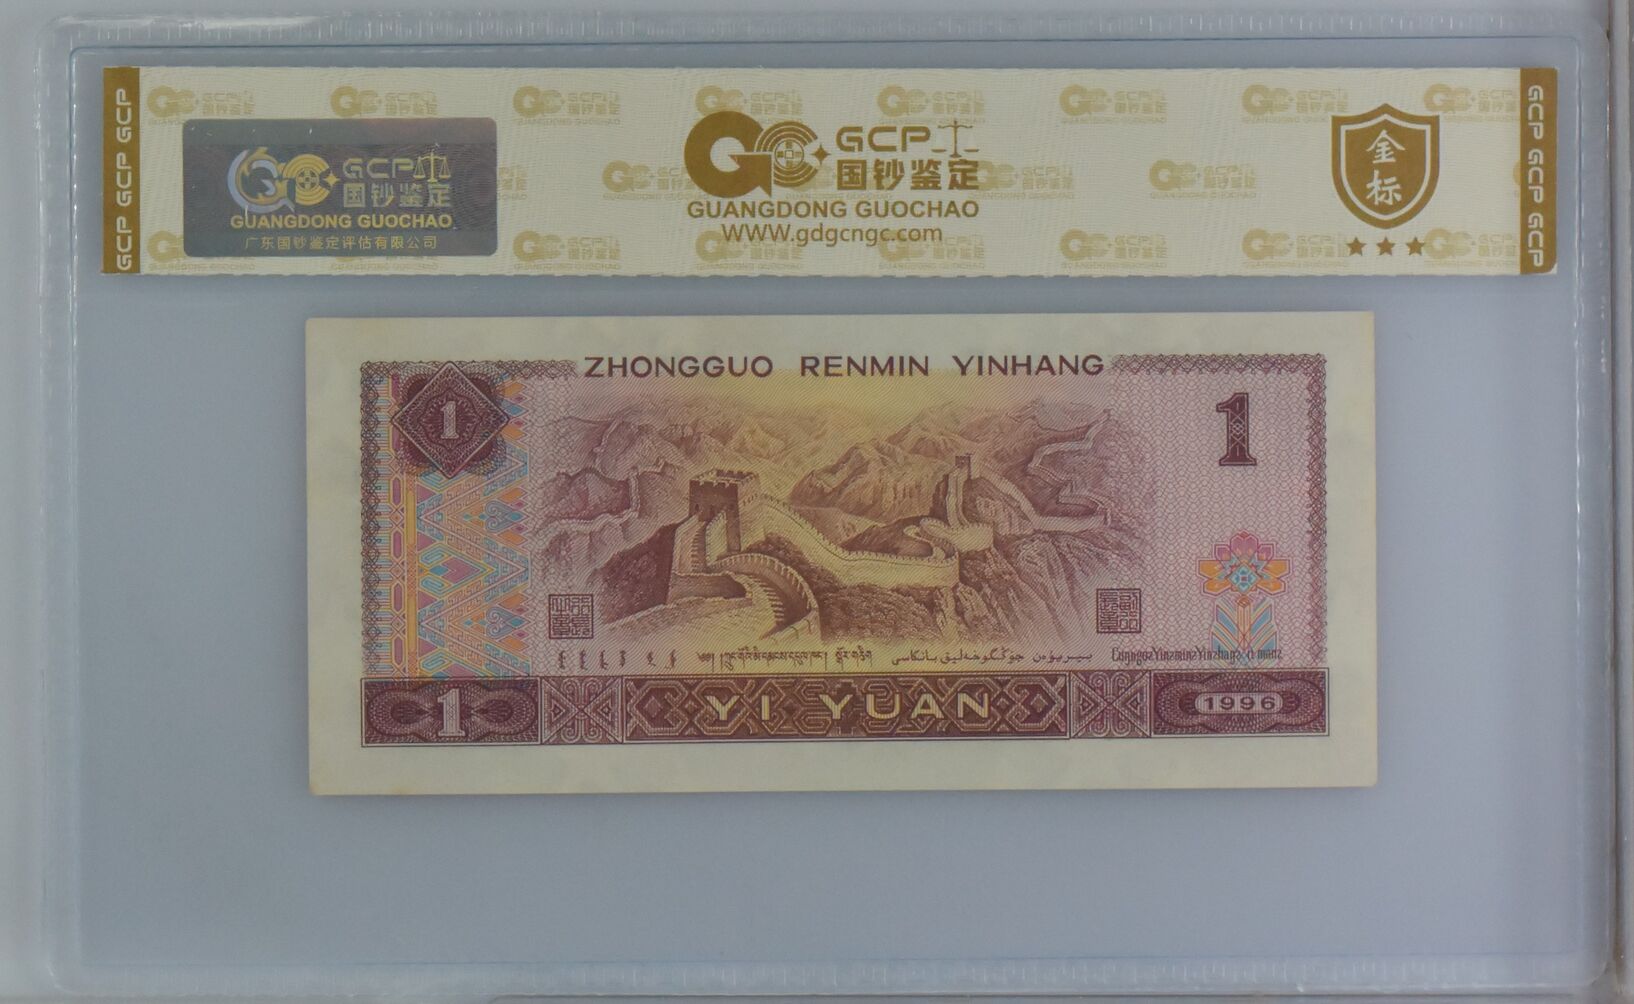 GCP GCP GCP
GCP
国钞鉴定
GUANGDONG GUOCHAO
广东国钞鉴定评估有限公司
GCP
国钞鉴定
GUANGDONG GUOCHAO
WWW.gdgcngc.com
金
标
GCP GCP GCP
ZHONGGUO RENMIN YINHANG
1
1
1
YI YUAN
1996